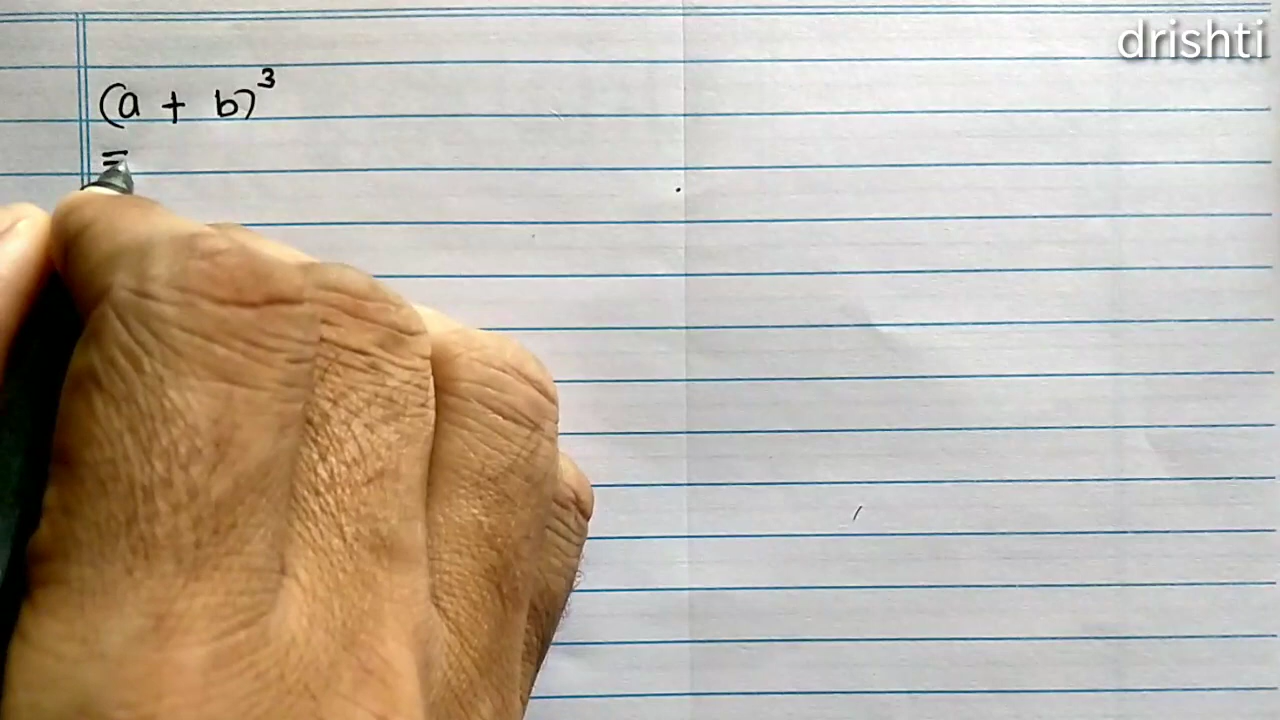 drishti
(a + b)³
=